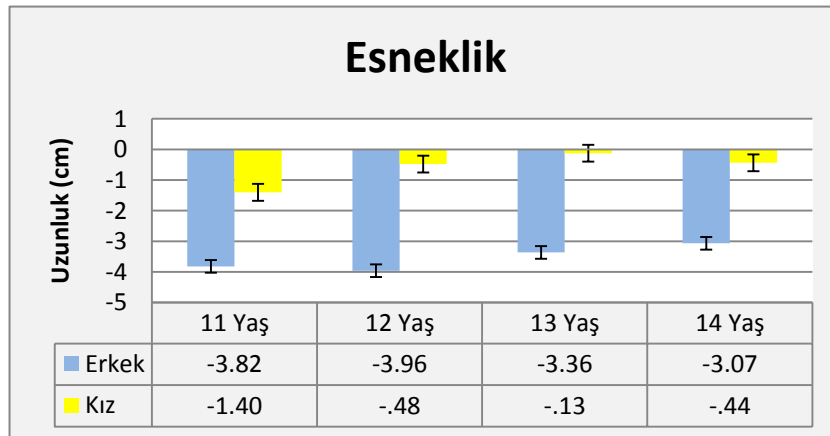 Esneklik
Uzunluk (cm)
1
0
-1
-2
-3
-4
-5
11 Yaş 12 Yaş 13 Yaş 14 Yaş
Erkek -3.82 -3.96 -3.36 -3.07
Kız -1.40 -.48 -.13 -.44